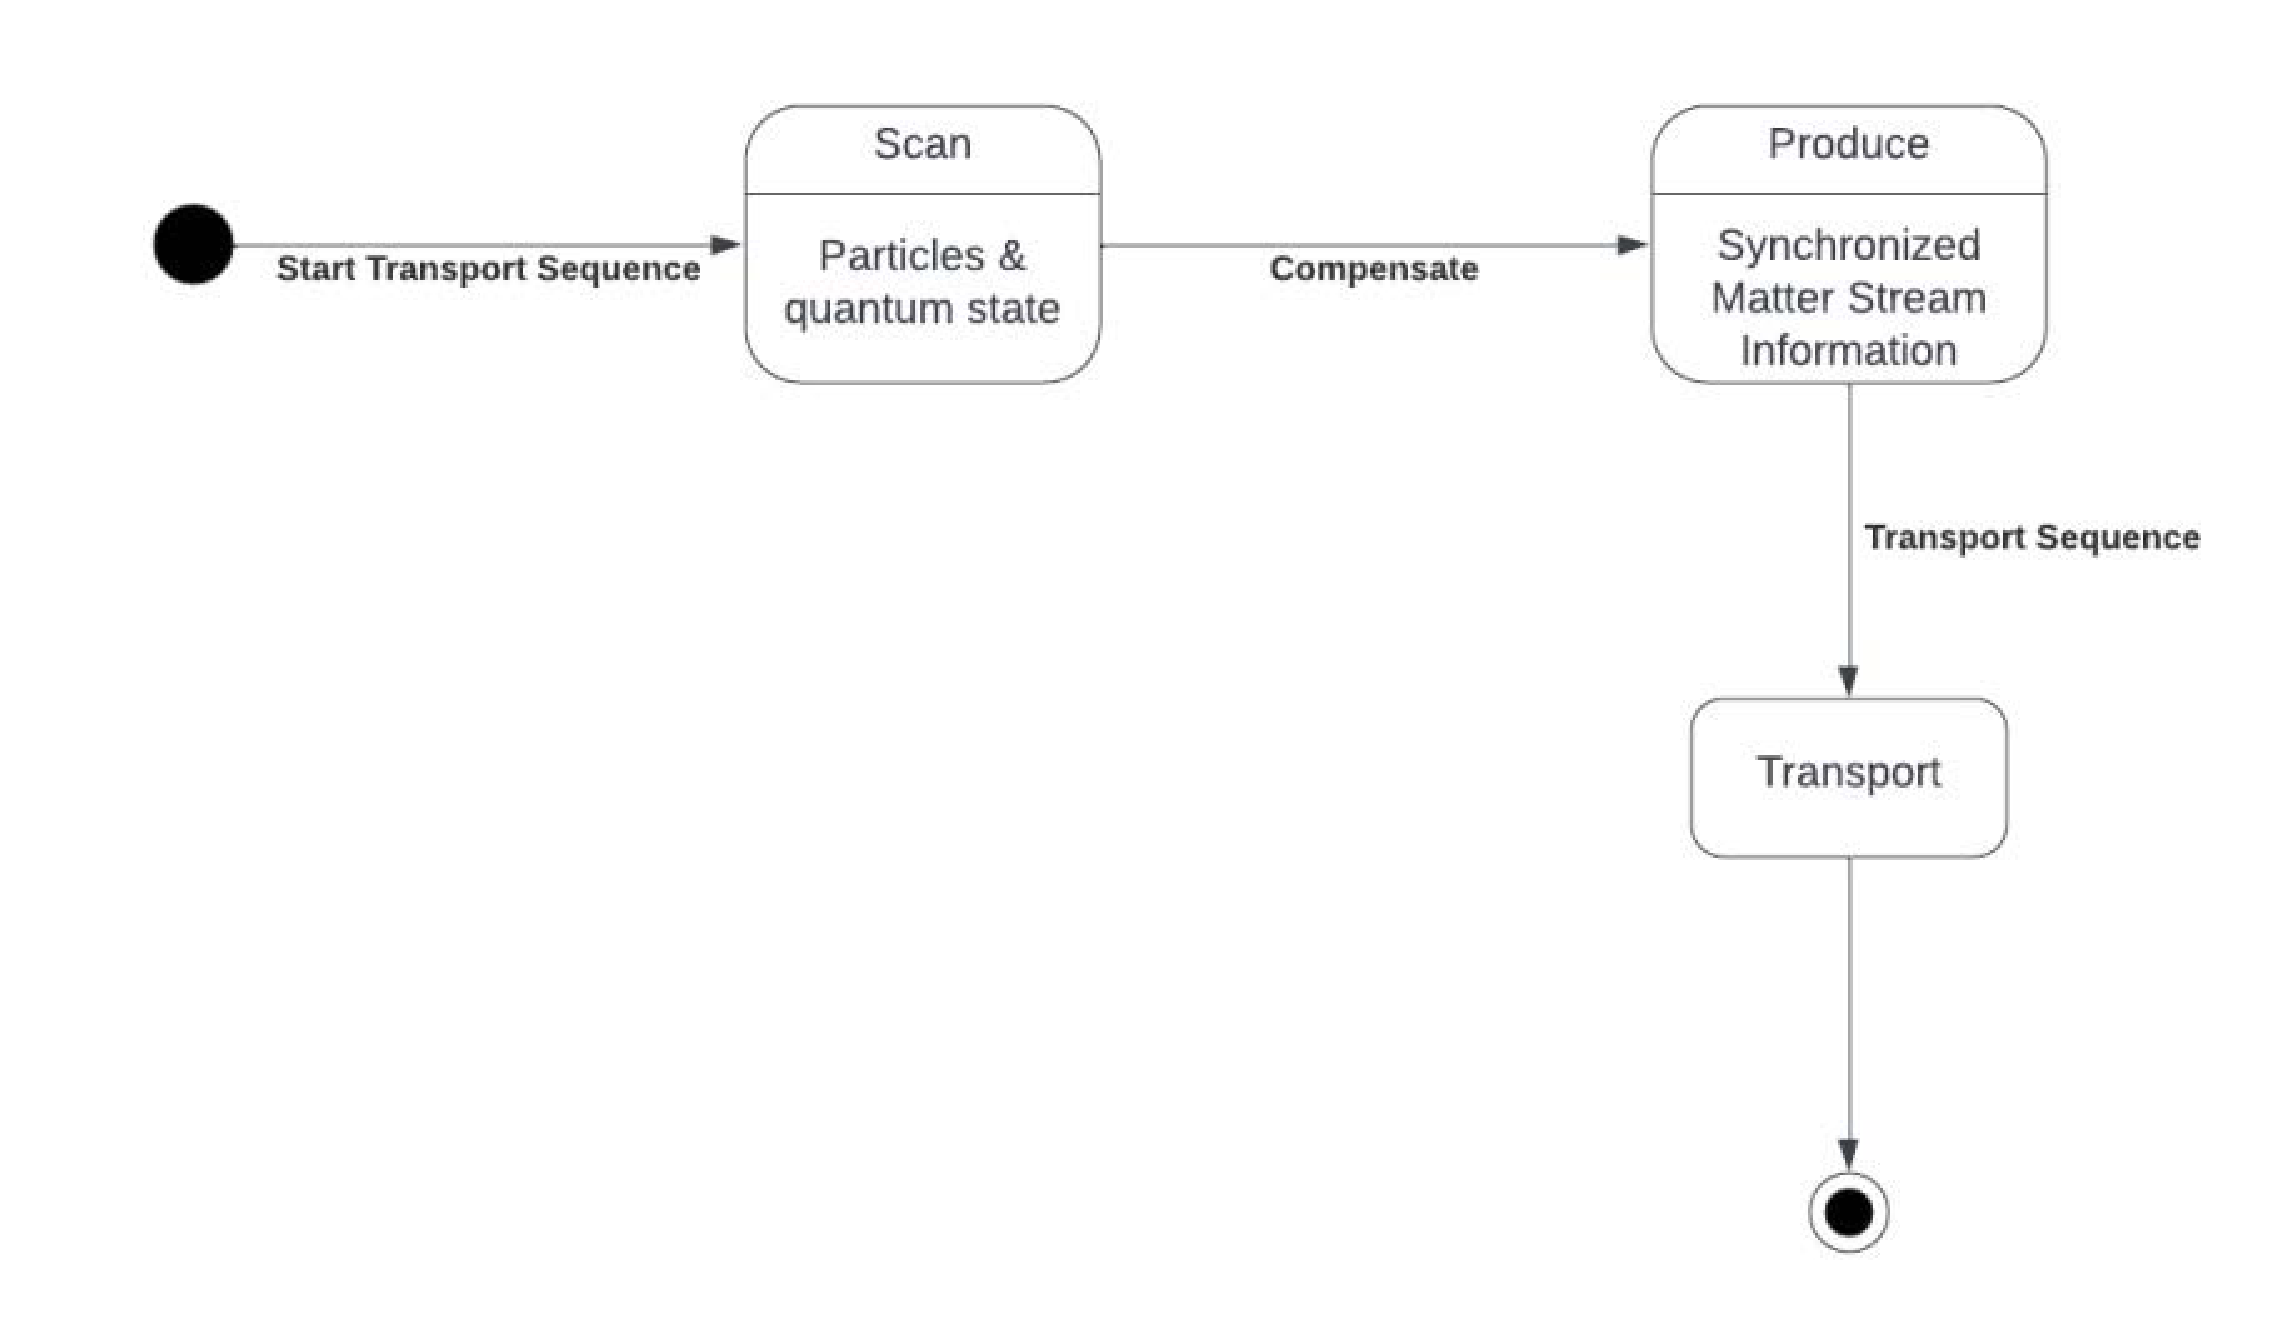 Scan
Particles &
quantum state
Start Transport Sequence
Compensate
Produce
Synchronized
Matter Stream
Information
Transport Sequence
Transport